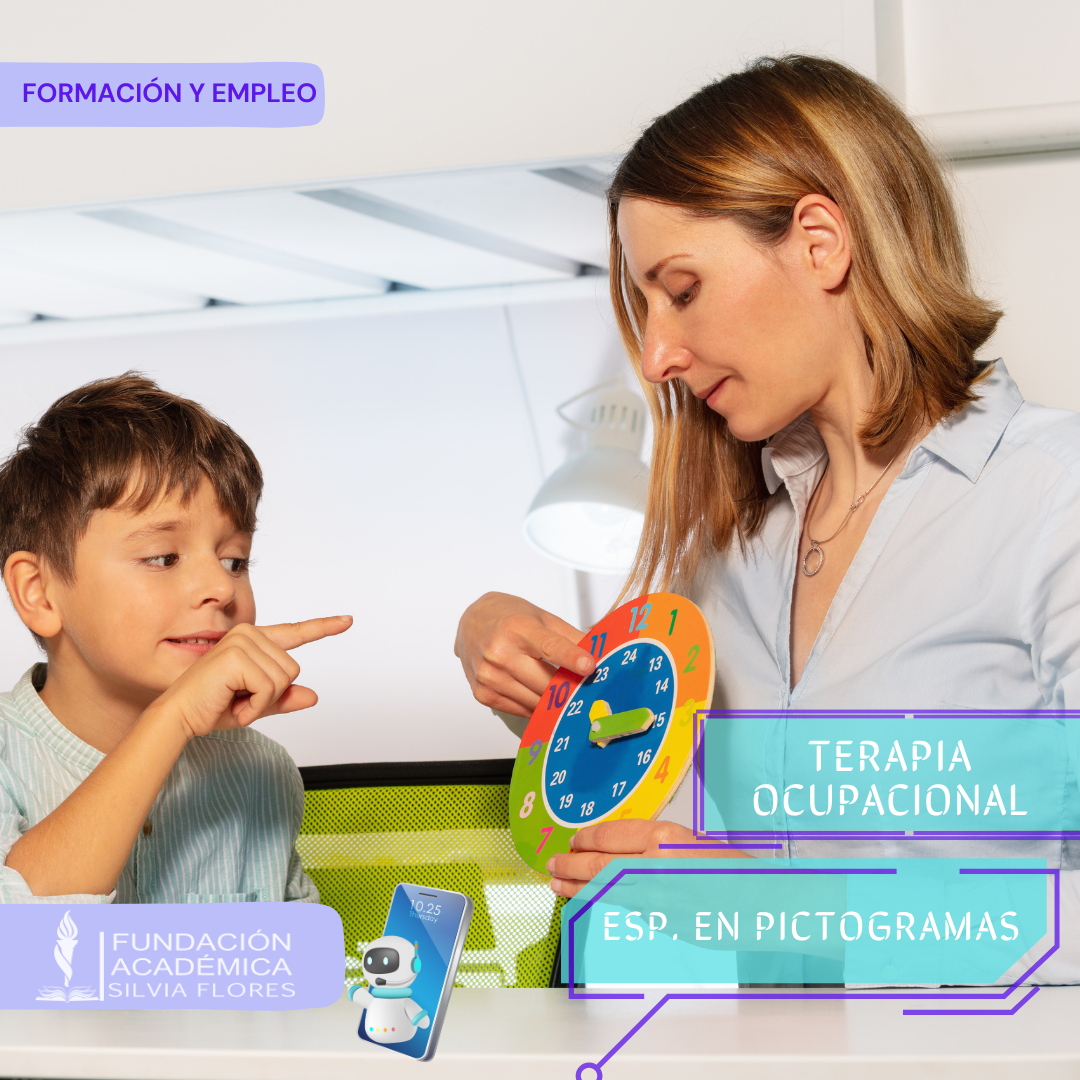 FORMACIÓN Y EMPLEO
12
1
2
4
7
8
9
10
11
24
13
14
15
16
17
18
19
20
21
22
23
TERAPIA
OCUPACIONAL
ESP. EN PICTOGRAMAS
10.25
Thursday
FUNDACIÓN
ACADÉMICA
SILVIA FLORES